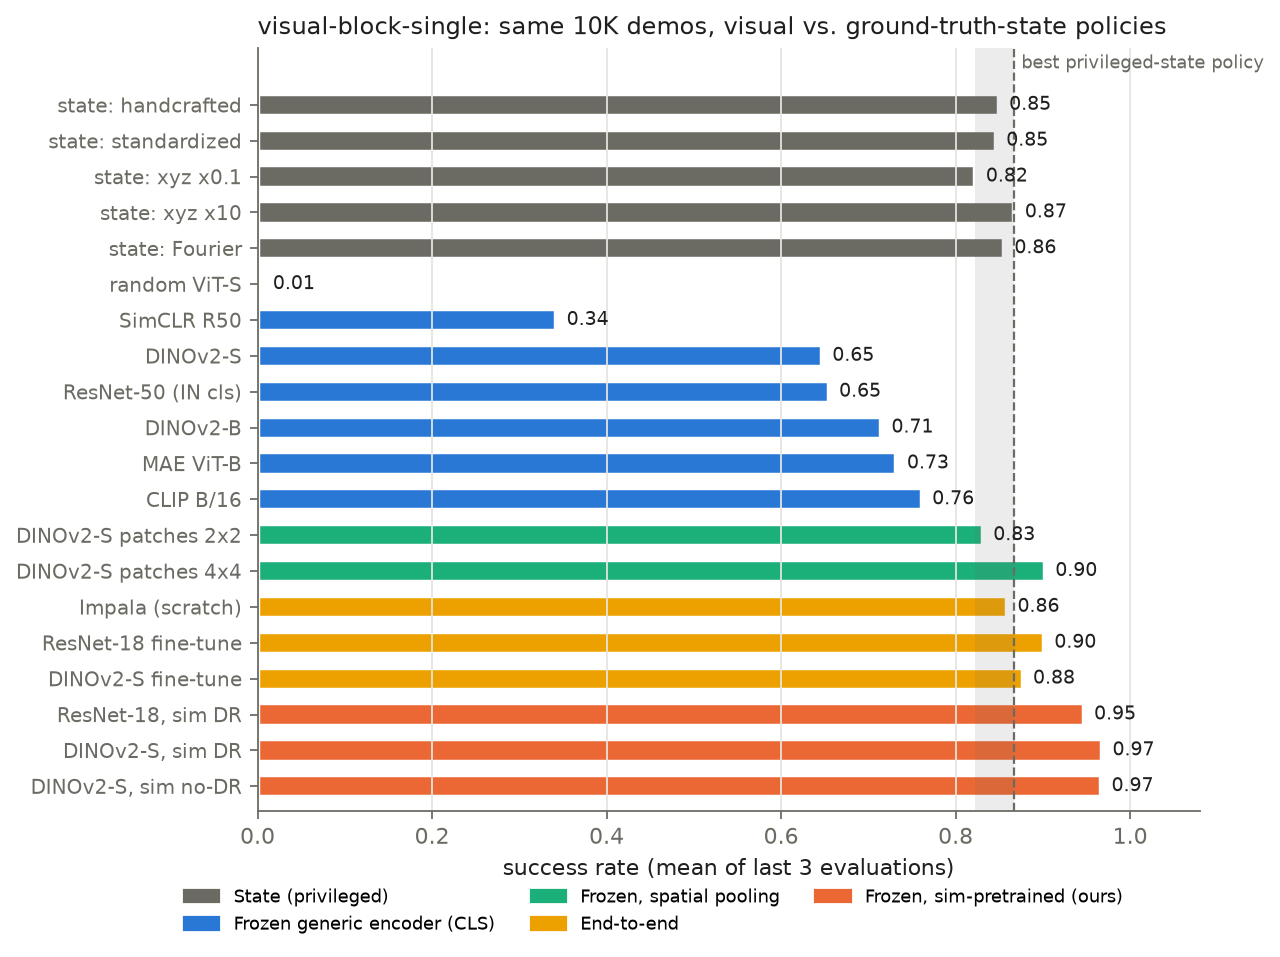 visual-block-single: same 10K demos, visual vs. ground-truth-state policies
best privileged-state policy
state: handcrafted 0.85
state: standardized 0.85
state: xyz x0.1 0.82
state: xyz x10 0.87
state: Fourier 0.86
random ViT-S 0.01
SimCLR R50 0.34
DINOv2-S 0.65
ResNet-50 (IN cls) 0.65
DINOv2-B 0.71
MAE ViT-B 0.73
CLIP B/16 0.76
DINOv2-S patches 2x2 0.83
DINOv2-S patches 4x4 0.90
Impala (scratch) 0.86
ResNet-18 fine-tune 0.90
DINOv2-S fine-tune 0.88
ResNet-18, sim DR 0.95
DINOv2-S, sim DR 0.97
DINOv2-S, sim no-DR 0.97
0.0 0.2 0.4 0.6 0.8 1.0
success rate (mean of last 3 evaluations)
State (privileged) Frozen, spatial pooling Frozen, sim-pretrained (ours)
Frozen generic encoder (CLS) End-to-end